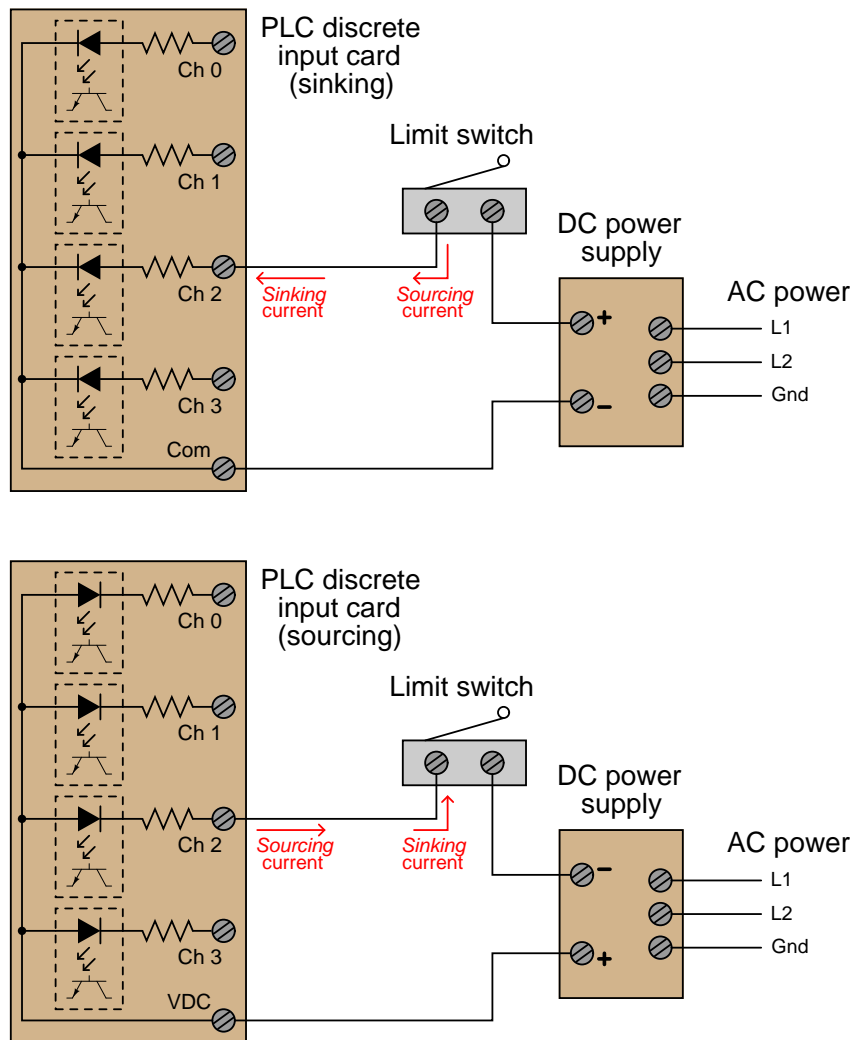 PLC discrete
input card
(sinking)
Ch 0
Ch 1
Ch 2
Ch 3
Com
Limit switch
Sinking
current
Sourcing
current
DC power
supply
+
-
AC power
L1
L2
Gnd
PLC discrete
input card
(sourcing)
Ch 0
Ch 1
Ch 2
Ch 3
VDC
Limit switch
Sourcing
current
Sinking
current
DC power
supply
-
+
AC power
L1
L2
Gnd